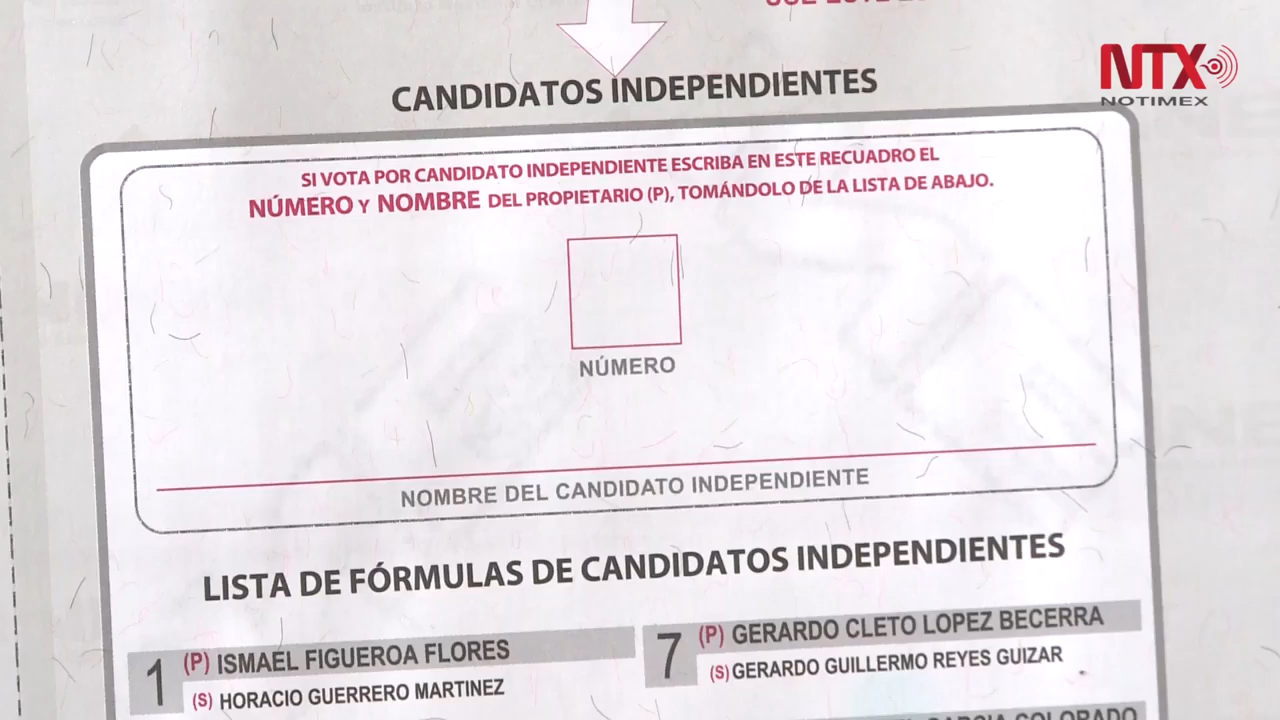 NTX
NOTIMEX
CANDIDATOS INDEPENDIENTES
SI VOTA POR CANDIDATO INDEPENDIENTE ESCRIBA EN ESTE RECUADRO EL
NÚMERO Y NOMBRE DEL PROPIETARIO (P), TOMÁNDOLO DE LA LISTA DE ABAJO.
NÚMERO
NOMBRE DEL CANDIDATO INDEPENDIENTE
LISTA DE FÓRMULAS DE CANDIDATOS INDEPENDIENTES
1 (P) ISMAEL FIGUEROA FLORES
(S) HORACIO GUERRERO MARTINEZ
7 (P) GERARDO CLETO LOPEZ BECERRA
(S) GERARDO GUILLERMO REYES GUIZAR
GARCIA COLORADO